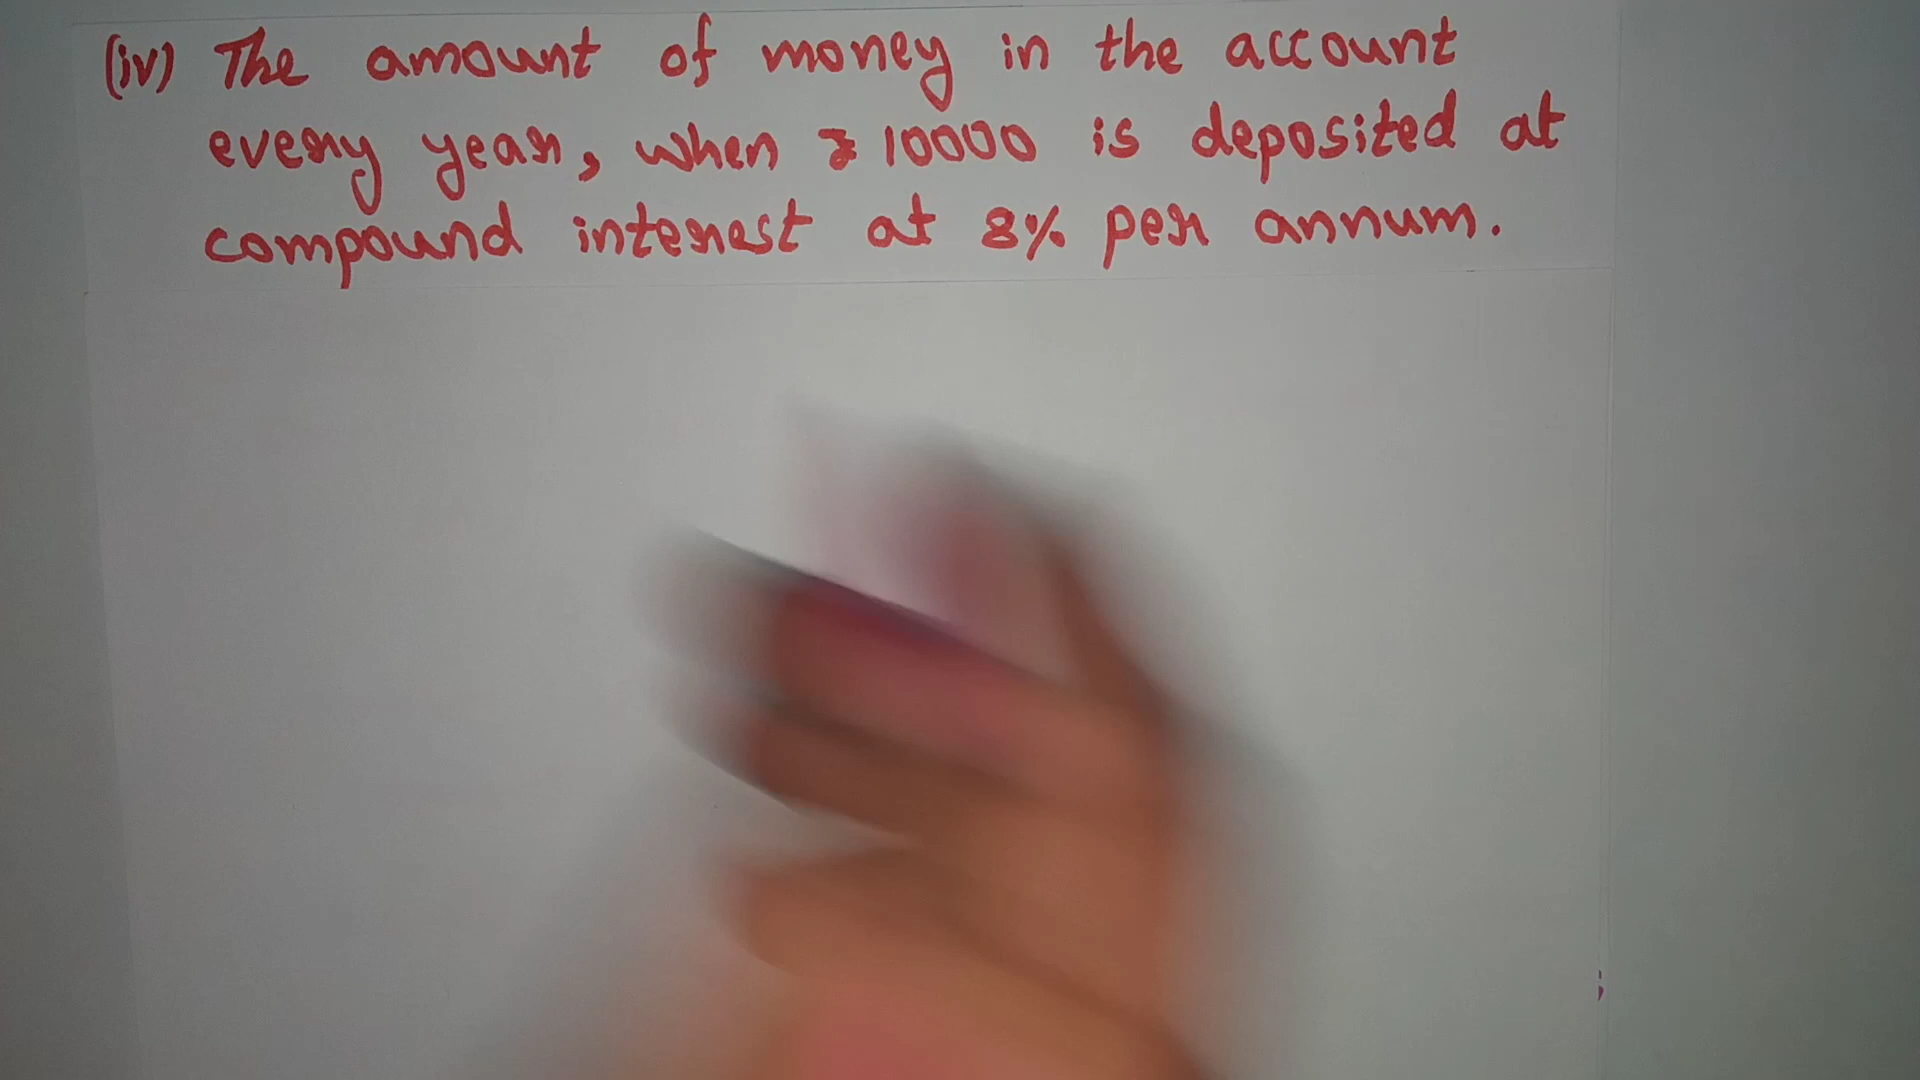 (iv) The amount of money in the account
every year, when ₹ 10000 is deposited at
compound interest at 8% per annum.